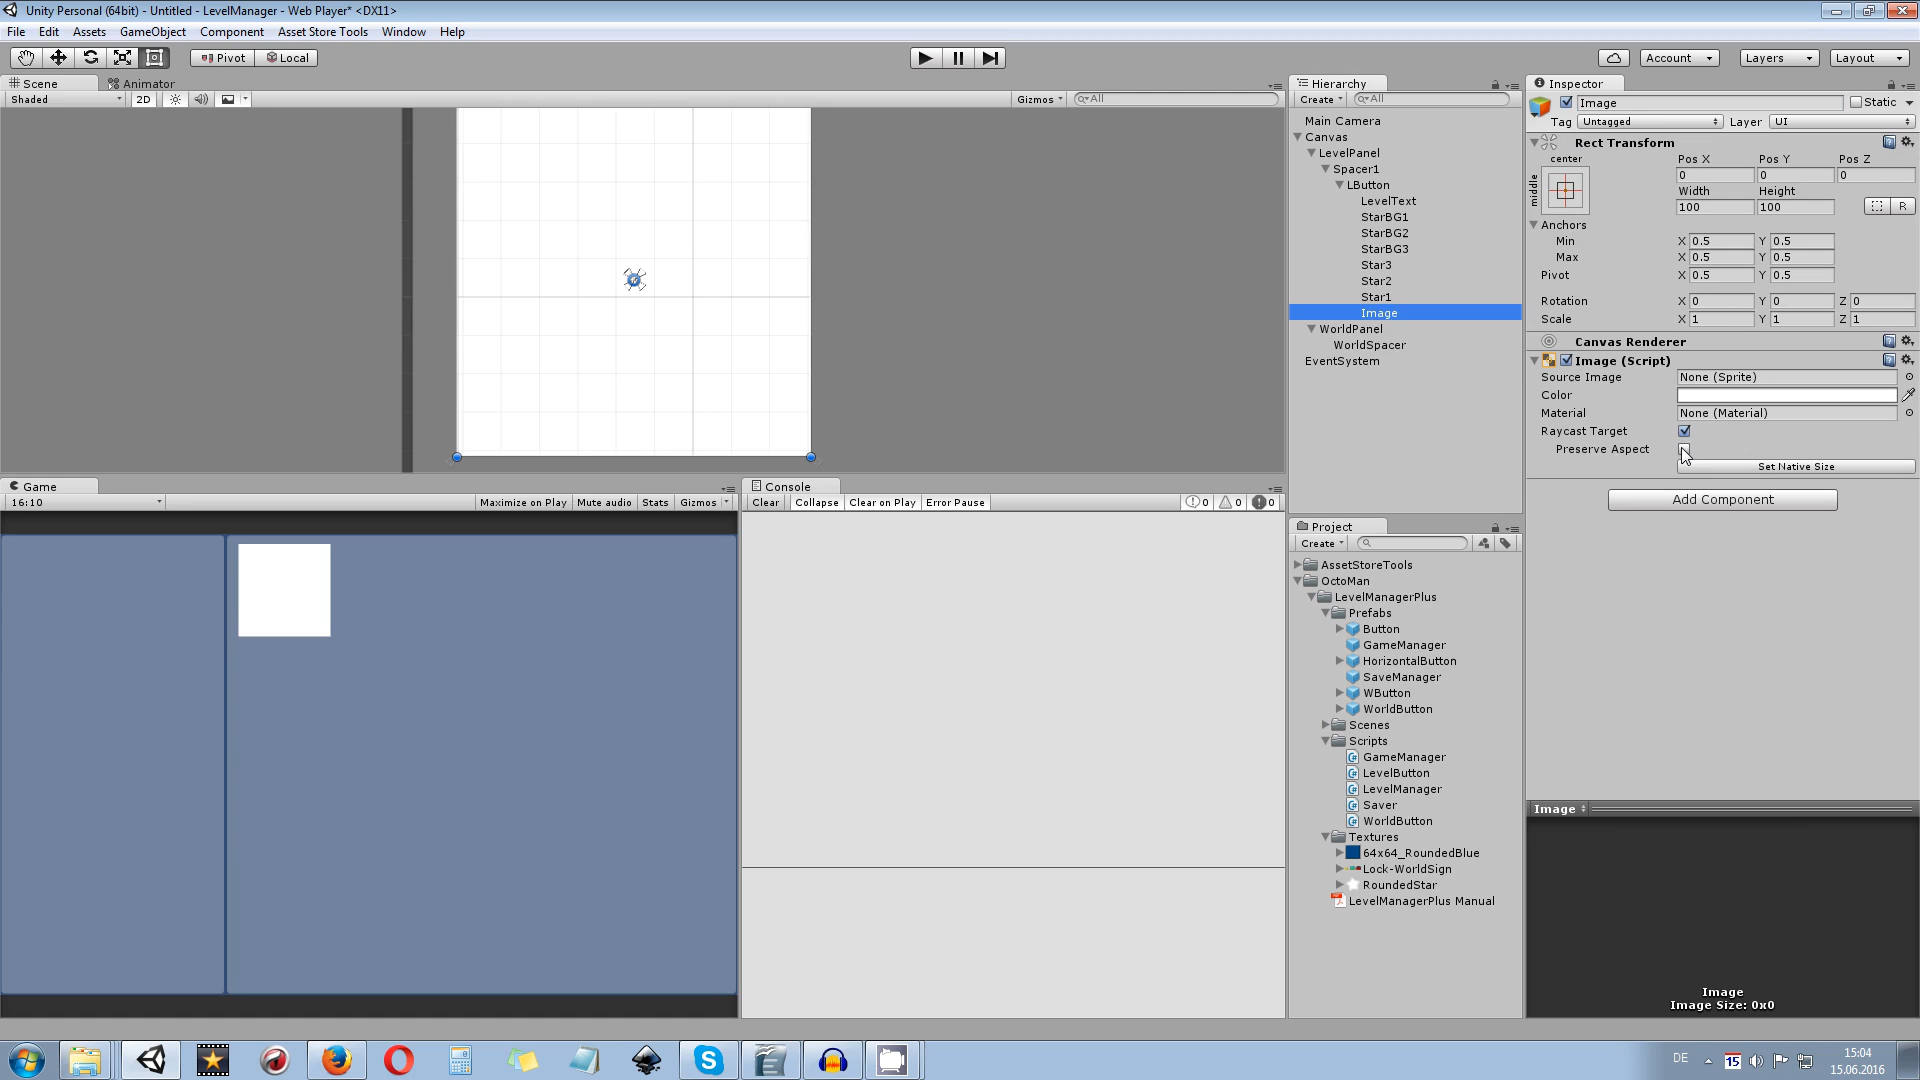 Unity Personal (64bit) - Untitled - LevelManager - Web Player* <DX11>
File Edit Assets GameObject Component Asset Store Tools Window Help
Pivot Local Account Layers Layout
Scene Animator
Shaded 2D Gizmos All
Hierarchy
Create All
Main Camera
Canvas
LevelPanel
Spacer1
LButton
LevelText
StarBG1
StarBG2
StarBG3
Star3
Star2
Star1
Image
WorldPanel
WorldSpacer
EventSystem
Inspector
Image Static
Tag Untagged Layer UI
Rect Transform
center Pos X Pos Y Pos Z
middle 0 0 0
Width Height
100 100 R
Anchors
Min X 0.5 Y 0.5
Max X 0.5 Y 0.5
Pivot X 0.5 Y 0.5
Rotation X 0 Y 0 Z 0
Scale X 1 Y 1 Z 1
Canvas Renderer
Image (Script)
Source Image None (Sprite)
Color
Material None (Material)
Raycast Target
Preserve Aspect
Set Native Size
Add Component
Game
16:10 Maximize on Play Mute audio Stats Gizmos
Console
Clear Collapse Clear on Play Error Pause 0 0 0
Project
Create
AssetStoreTools
OctoMan
LevelManagerPlus
Prefabs
Button
GameManager
HorizontalButton
SaveManager
WButton
WorldButton
Scenes
Scripts
GameManager
LevelButton
LevelManager
Saver
WorldButton
Textures
64x64_RoundedBlue
Lock-WorldSign
RoundedStar
LevelManagerPlus Manual
Image
Image
Image Size: 0x0
DE 15 15:04
15.06.2016